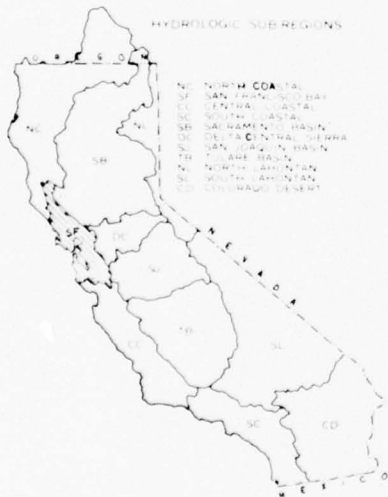 HYDROLOGIC SUB REGIONS
OREGON
NC NORTH COASTAL
SF SAN FRANCISCO BAY
CC CENTRAL COASTAL
SC SOUTH COASTAL
SB SACRAMENTO BASIN
DC DELTA CENTRAL SIERRA
SJ SAN JOAQUIN BASIN
TB TULARE BASIN
NL NORTH LAHONTAN
SL SOUTH LAHONTAN
CD COLORADO DESERT
NC
NL
SB
NEVADA
SF
DC
SJ
CC
TB
SL
SC
CD
MEXICO